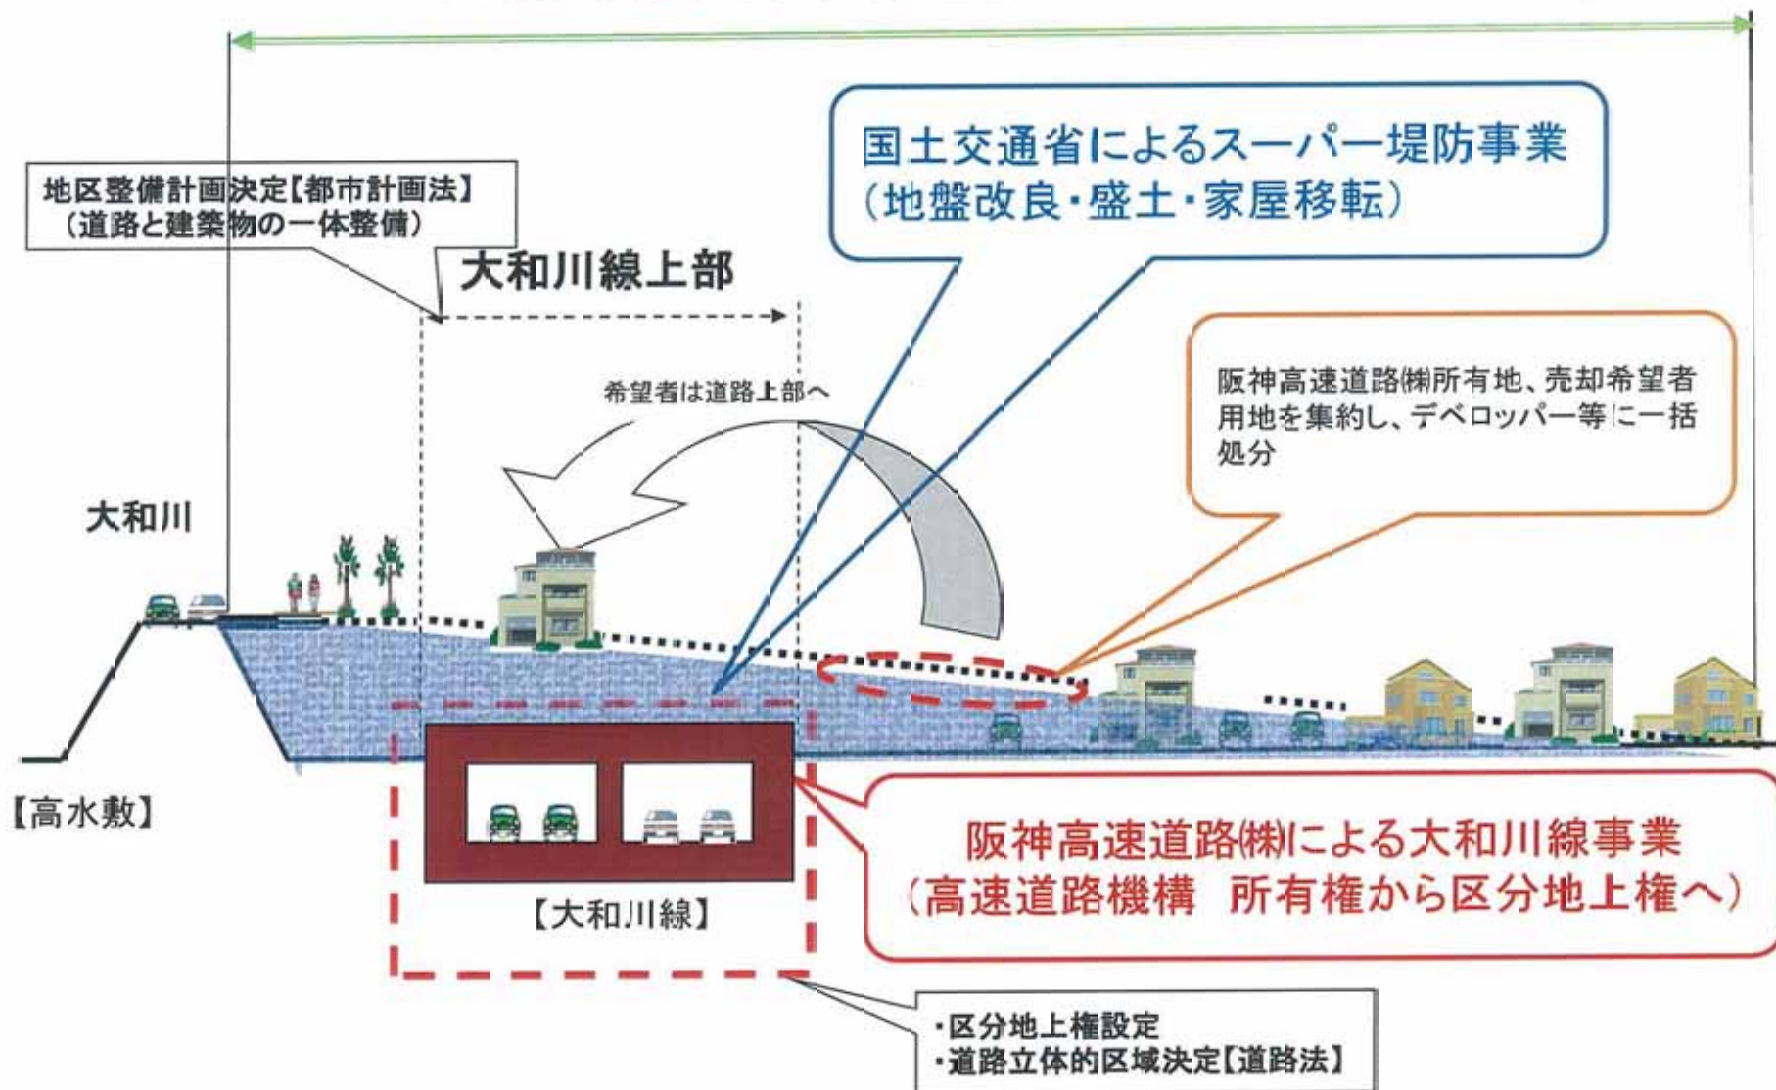 国土交通省によるスーパー堤防事業
(地盤改良・盛土・家屋移転)
地区整備計画決定【都市計画法】
(道路と建築物の一体整備)
大和川線上部
希望者は道路上部へ
阪神高速道路㈱所有地、売却希望者
用地を集約し、デベロッパー等に一括
処分
大和川
【高水敷】
【大和川線】
阪神高速道路㈱による大和川線事業
(高速道路機構　所有権から区分地上権へ)
・区分地上権設定
・道路立体的区域決定【道路法】